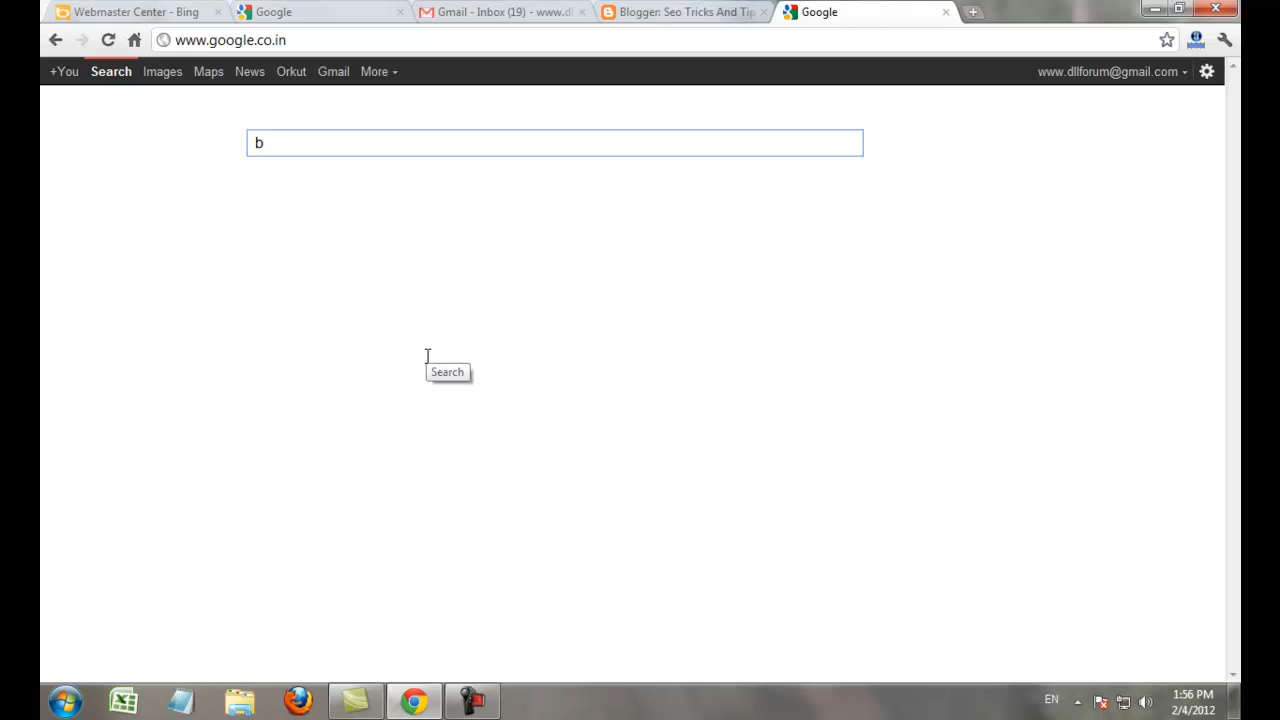 Webmaster Center - Bing
Google
Gmail - Inbox (19) - www.dl
Blogger: Seo Tricks And Tip
Google
www.google.co.in
+You Search Images Maps News Orkut Gmail More
www.dllforum@gmail.com
b
Search
EN
1:56 PM
2/4/2012